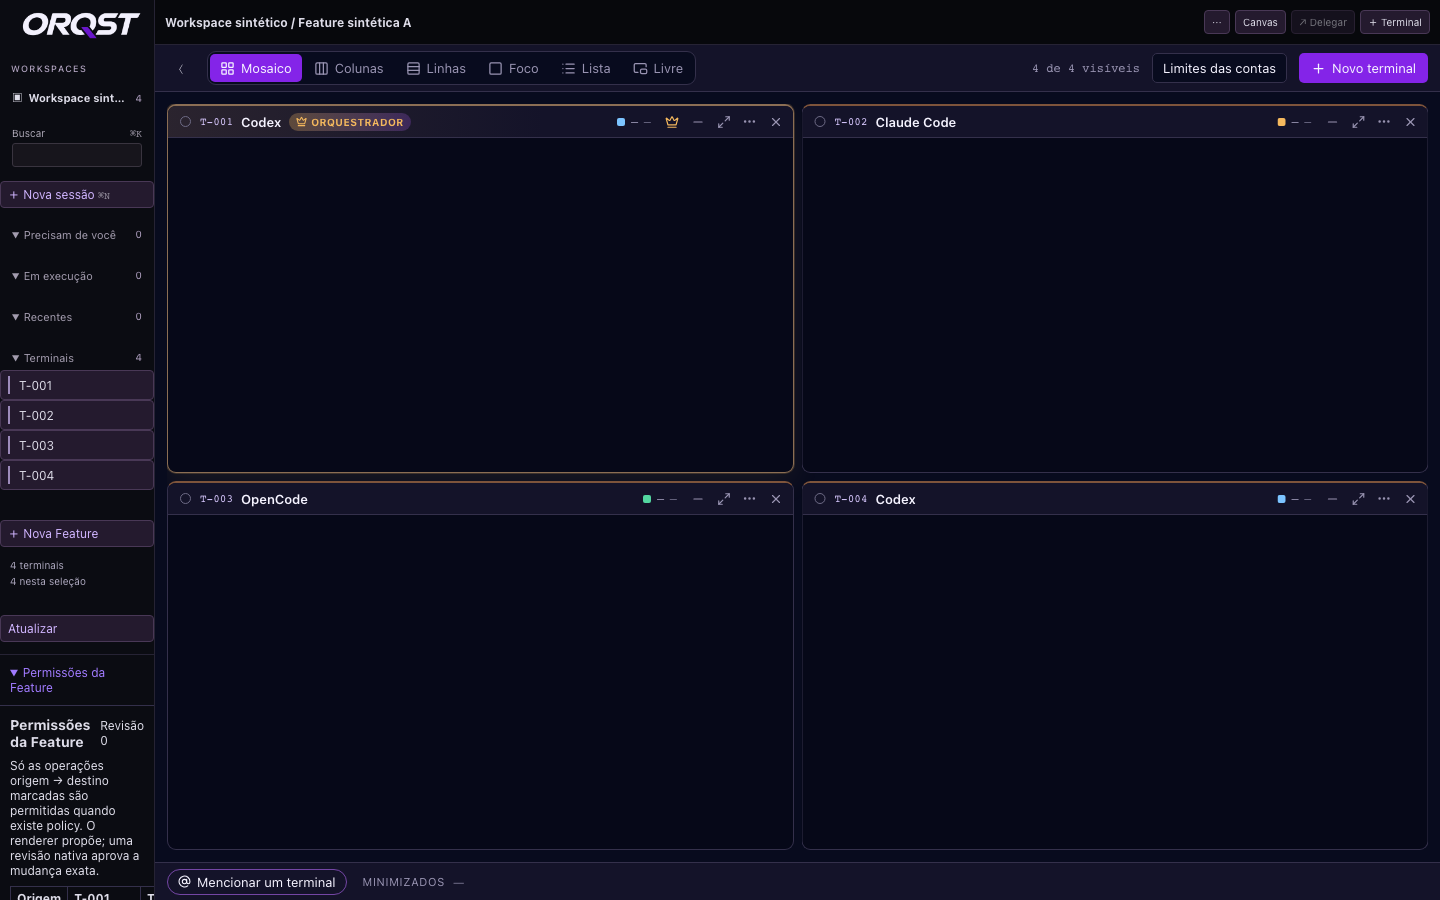 ORQST
WORKSPACES
Workspace sint... 4
Buscar ⌘K
+ Nova sessão ⌘N
▼ Precisam de você 0
▼ Em execução 0
▼ Recentes 0
▼ Terminais 4
T-001
T-002
T-003
T-004
+ Nova Feature
4 terminais
4 nesta seleção
Atualizar
▼ Permissões da
Feature
Permissões da Feature Revisão 0
Só as operações
origem → destino
marcadas são
permitidas quando
existe policy. O
renderer propõe; uma
revisão nativa aprova a
mudança exata.
Origem T-001 T
Workspace sintético / Feature sintética A
... Canvas ↗ Delegar + Terminal
‹ Mosaico Colunas Linhas Foco Lista Livre 4 de 4 visíveis Limites das contas + Novo terminal
T-001 Codex ORQUESTRADOR — —
T-002 Claude Code — —
T-003 OpenCode — —
T-004 Codex — —
@ Mencionar um terminal MINIMIZADOS —